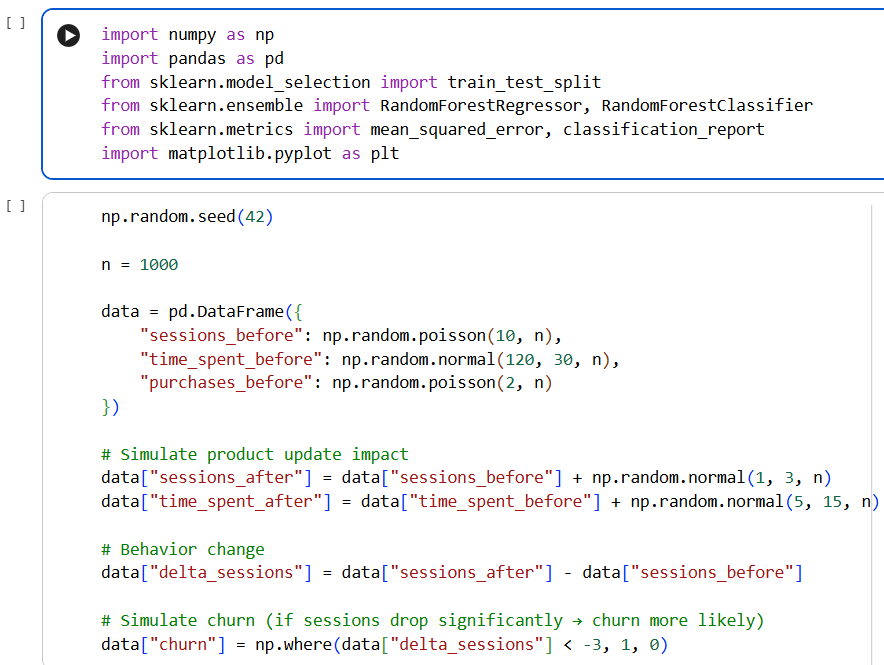 [ ]
import numpy as np
import pandas as pd
from sklearn.model_selection import train_test_split
from sklearn.ensemble import RandomForestRegressor, RandomForestClassifier
from sklearn.metrics import mean_squared_error, classification_report
import matplotlib.pyplot as plt
[ ]
np.random.seed(42)
n = 1000
data = pd.DataFrame({
    "sessions_before": np.random.poisson(10, n),
    "time_spent_before": np.random.normal(120, 30, n),
    "purchases_before": np.random.poisson(2, n)
})
# Simulate product update impact
data["sessions_after"] = data["sessions_before"] + np.random.normal(1, 3, n)
data["time_spent_after"] = data["time_spent_before"] + np.random.normal(5, 15, n)
# Behavior change
data["delta_sessions"] = data["sessions_after"] - data["sessions_before"]
# Simulate churn (if sessions drop significantly → churn more likely)
data["churn"] = np.where(data["delta_sessions"] < -3, 1, 0)